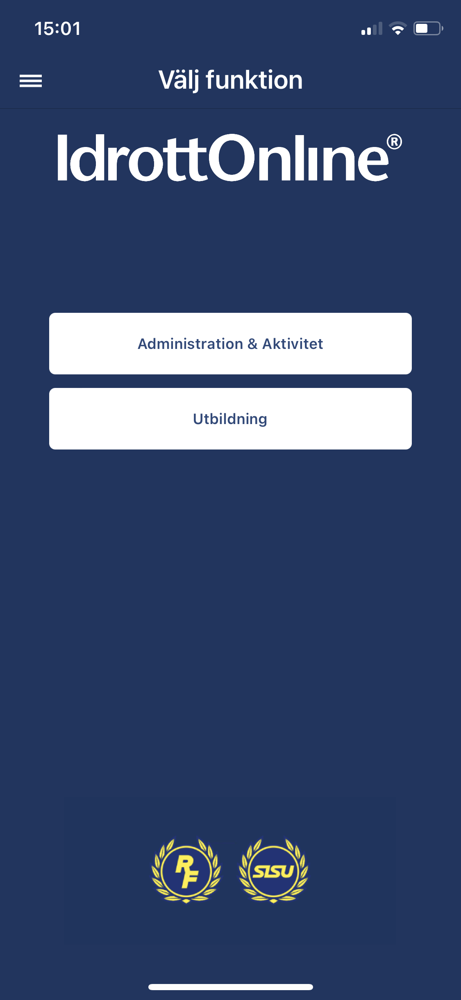 15:01
Välj funktion
IdrottOnline®
Administration & Aktivitet
Utbildning
RF
SISU